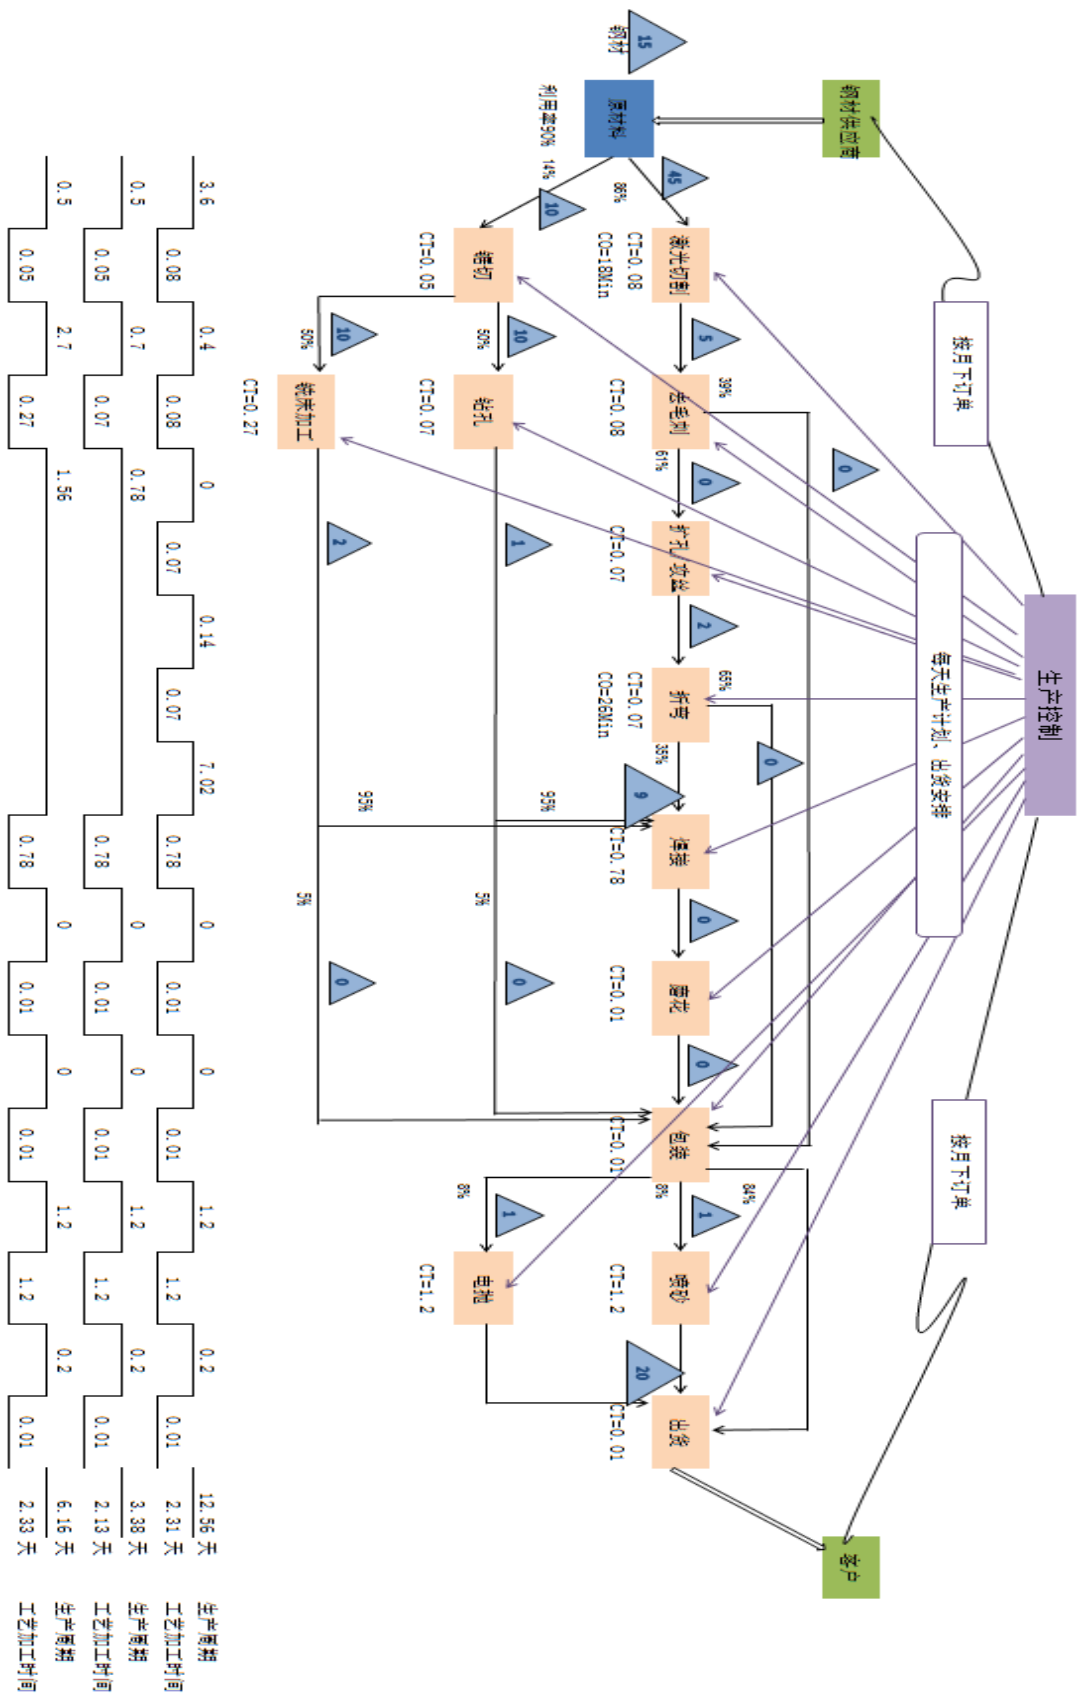 生产控制
按月下订单
按月下订单
每天生产计划、出货安排
钢材供应商
客户
15
钢材
原材料
利用率90%
45
86%
14%
10
激光切割
CT=0.08
CO=18Min
5
39%
去毛刺
CT=0.08
61%
0
0
扩孔攻丝
CT=0.07
2
65%
折弯
CT=0.07
CO=26Min
35%
0
9
焊接
CT=0.78
0
磨花
CT=0.01
0
包装
CT=0.01
84%
8%
8%
1
喷砂
CT=1.2
20
出货
CT=0.01
锯切
CT=0.05
50%
10
钻孔
CT=0.07
1
95%
5%
0
1
电抛
CT=1.2
50%
10
铣床加工
CT=0.27
2
95%
5%
0
3.6
0.4
0
0.14
7.02
0
0
1.2
0.2
12.56 天
生产周期
0.08
0.08
0.07
0.07
0.78
0.01
0.01
1.2
0.01
2.31 天
工艺加工时间
0.5
0.7
0.78
0
0
1.2
0.2
3.38 天
生产周期
0.05
0.07
0.78
0.01
0.01
1.2
0.01
2.13 天
工艺加工时间
0.5
2.7
1.56
0
0
1.2
0.2
6.16 天
生产周期
0.05
0.27
0.78
0.01
0.01
1.2
0.01
2.33 天
工艺加工时间